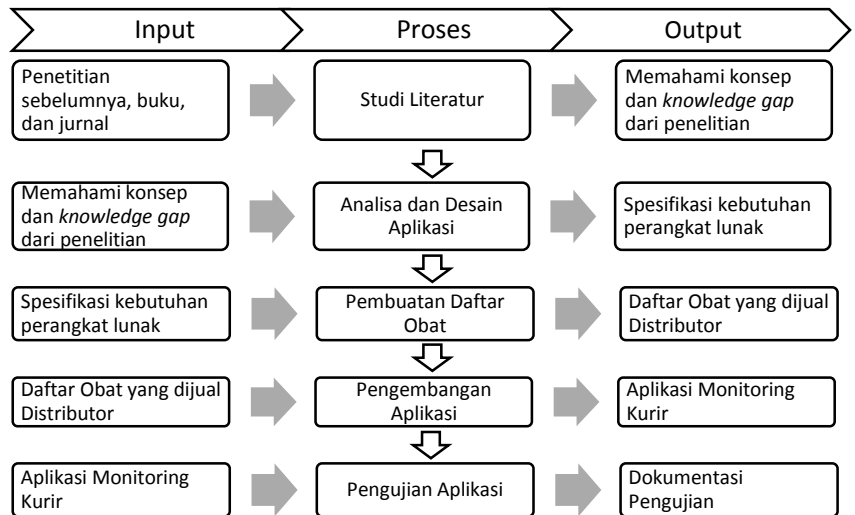 Input
Proses
Output
Penetitian
sebelumnya, buku,
dan jurnal
Studi Literatur
Memahami konsep
dan knowledge gap
dari penelitian
Memahami konsep
dan knowledge gap
dari penelitian
Analisa dan Desain
Aplikasi
Spesifikasi kebutuhan
perangkat lunak
Spesifikasi kebutuhan
perangkat lunak
Pembuatan Daftar
Obat
Daftar Obat yang dijual
Distributor
Daftar Obat yang dijual
Distributor
Pengembangan
Aplikasi
Aplikasi Monitoring
Kurir
Aplikasi Monitoring
Kurir
Pengujian Aplikasi
Dokumentasi
Pengujian